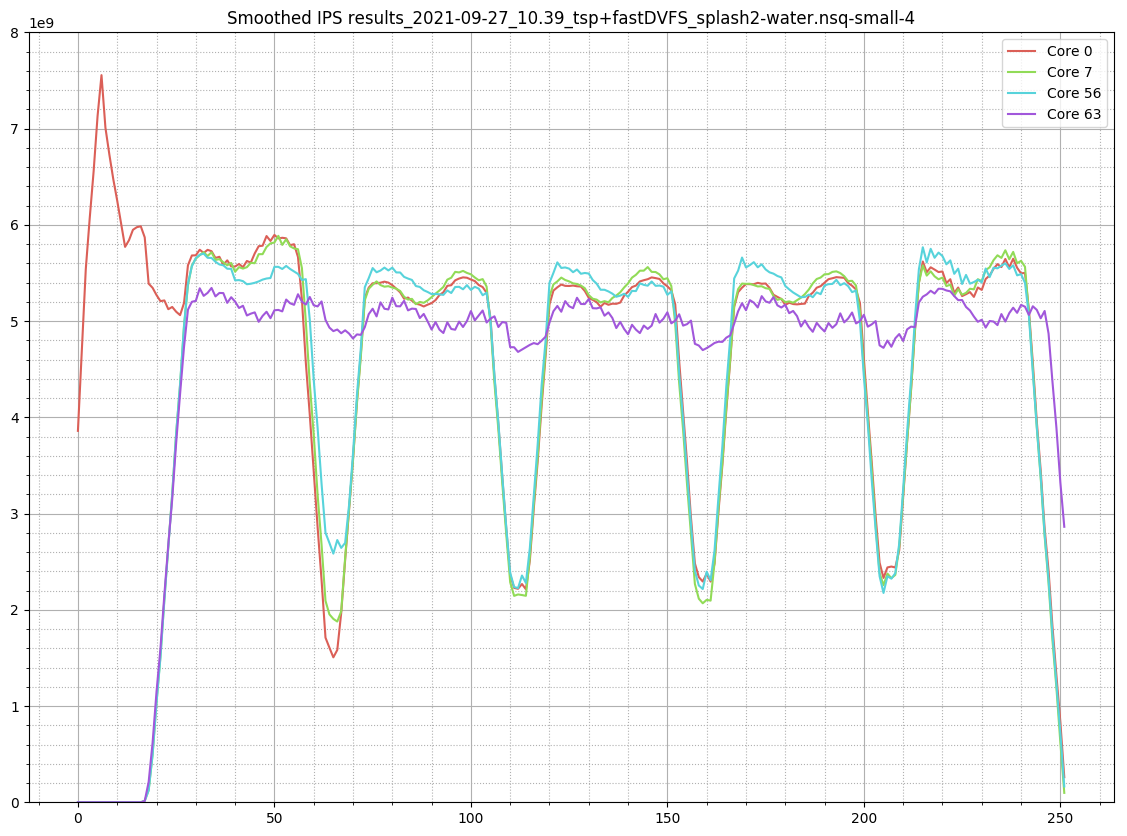 Smoothed IPS results_2021-09-27_10.39_tsp+fastDVFS_splash2-water.nsq-small-4
1e9
Core 0
Core 7
Core 56
Core 63
8
7
6
5
4
3
2
1
0
0 50 100 150 200 250